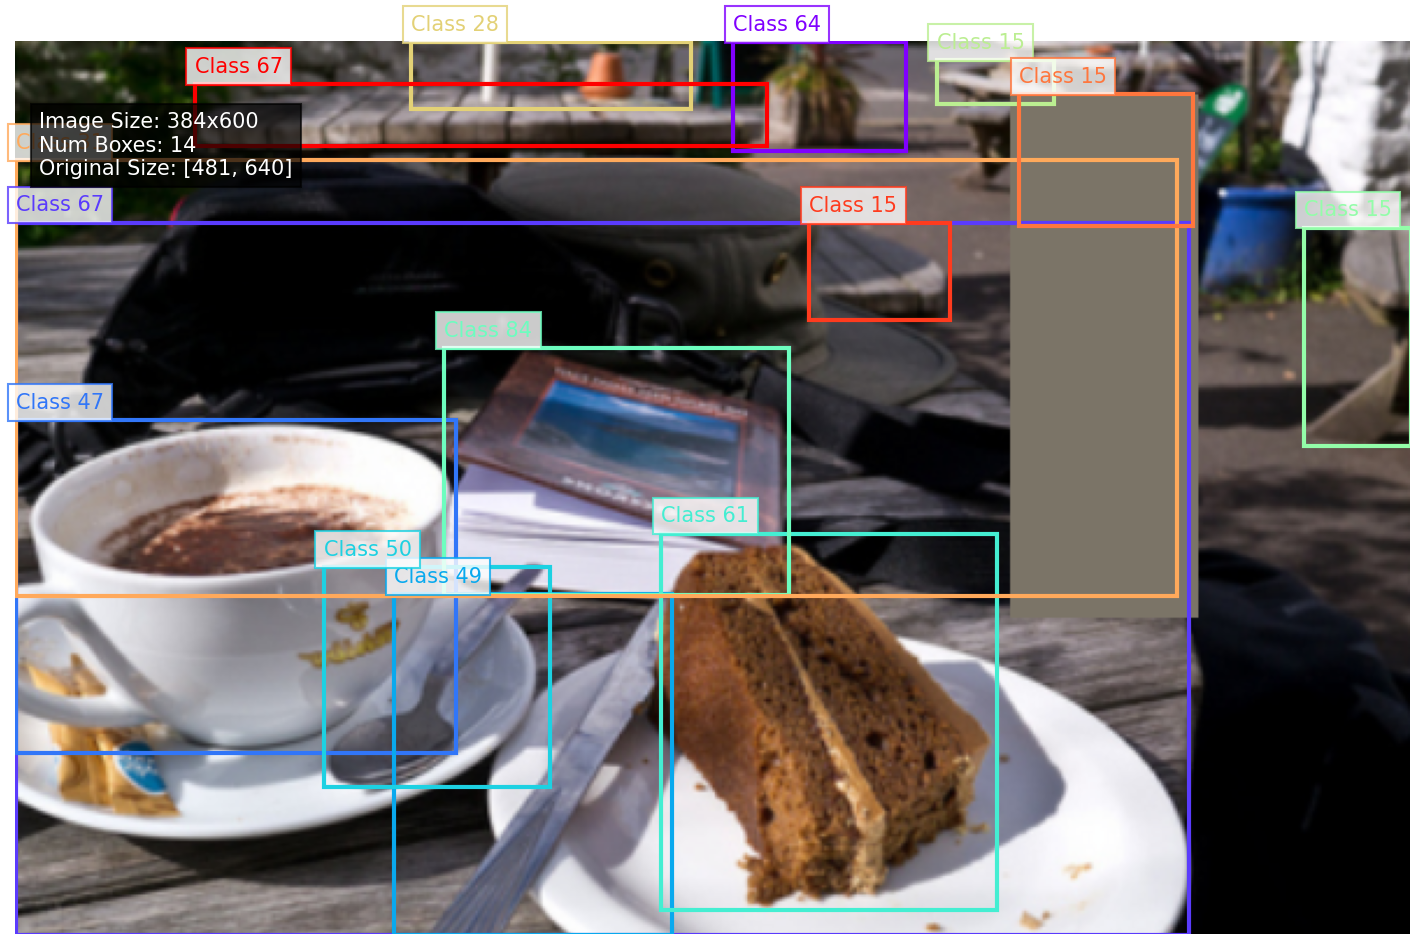 Class 28
Class 64
Class 15
Class 67
Class 15
Image Size: 384x600
Num Boxes: 14
Original Size: [481, 640]
Class 67
Class 15
Class 15
Class 84
Class 47
Class 61
Class 50
Class 49